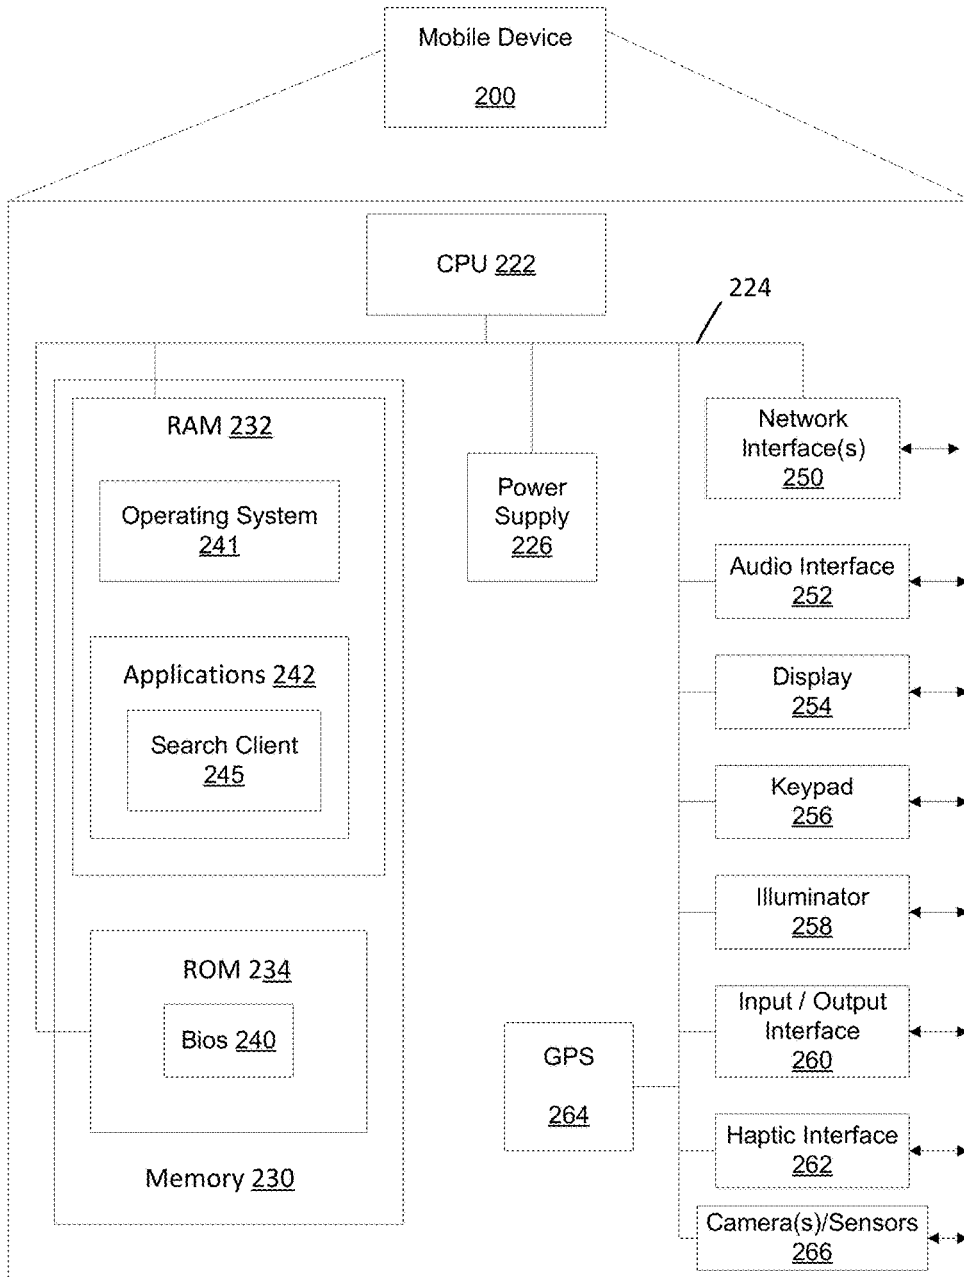 Mobile Device
200
CPU 222
224
RAM 232
Operating System
241
Applications 242
Search Client
245
ROM 234
Bios 240
Memory 230
Power
Supply
226
GPS
264
Network
Interface(s)
250
Audio Interface
252
Display
254
Keypad
256
Illuminator
258
Input / Output
Interface
260
Haptic Interface
262
Camera(s)/Sensors
266